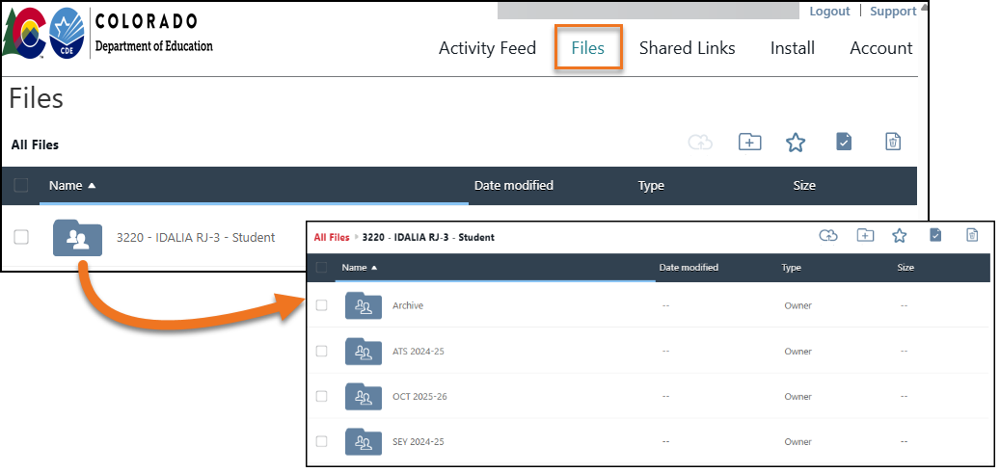 COLORADO
Department of Education
CDE
Logout | Support
Activity Feed Files Shared Links Install Account
Files
All Files
Name Date modified Type Size
3220 - IDALIA RJ-3 - Student
All Files 3220 - IDALIA RJ-3 - Student
Name Date modified Type Size
Archive -- Owner --
ATS 2024-25 -- Owner --
OCT 2025-26 -- Owner --
SEY 2024-25 -- Owner --